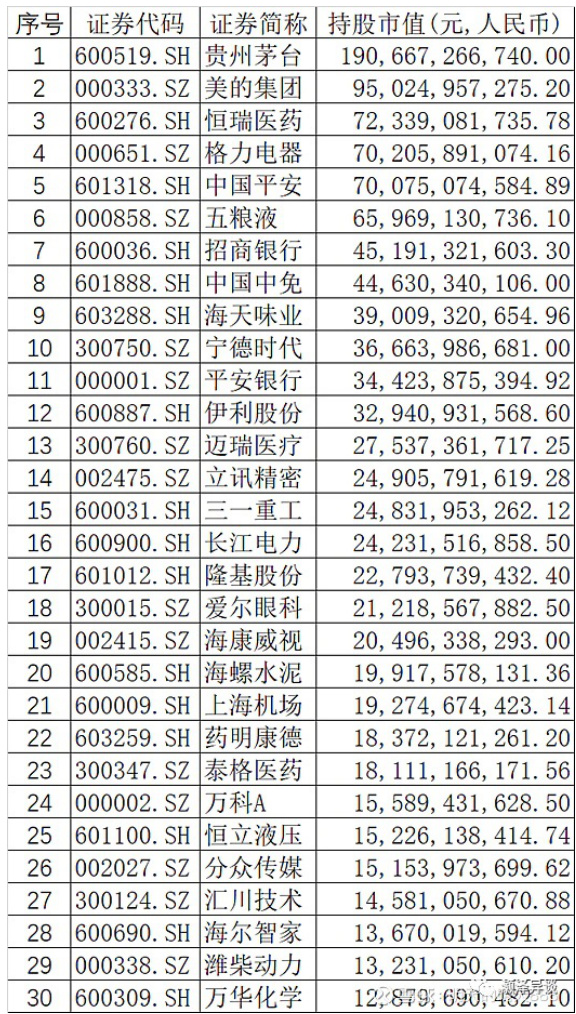 序号 证券代码 证券简称 持股市值(元,人民币)
1 600519.SH 贵州茅台 190,667,266,740.00
2 000333.SZ 美的集团 95,024,957,275.20
3 600276.SH 恒瑞医药 72,339,081,735.78
4 000651.SZ 格力电器 70,205,891,074.16
5 601318.SH 中国平安 70,075,074,584.89
6 000858.SZ 五粮液 65,969,130,736.10
7 600036.SH 招商银行 45,191,321,603.30
8 601888.SH 中国中免 44,630,340,106.00
9 603288.SH 海天味业 39,009,320,654.96
10 300750.SZ 宁德时代 36,663,986,681.00
11 000001.SZ 平安银行 34,423,875,394.92
12 600887.SH 伊利股份 32,940,931,568.60
13 300760.SZ 迈瑞医疗 27,537,361,717.25
14 002475.SZ 立讯精密 24,905,791,619.28
15 600031.SH 三一重工 24,831,953,262.12
16 600900.SH 长江电力 24,231,516,858.50
17 601012.SH 隆基股份 22,793,739,432.40
18 300015.SZ 爱尔眼科 21,218,567,882.50
19 002415.SZ 海康威视 20,496,338,293.00
20 600585.SH 海螺水泥 19,917,578,131.36
21 600009.SH 上海机场 19,274,674,423.14
22 603259.SH 药明康德 18,372,121,261.20
23 300347.SZ 泰格医药 18,111,166,171.56
24 000002.SZ 万科A 15,589,431,628.50
25 601100.SH 恒立液压 15,226,138,414.74
26 002027.SZ 分众传媒 15,153,973,699.62
27 300124.SZ 汇川技术 14,581,050,670.88
28 600690.SH 海尔智家 13,670,019,594.12
29 000338.SZ 潍柴动力 13,231,050,610.20
30 600309.SH 万华化学 12,879,690,482.10